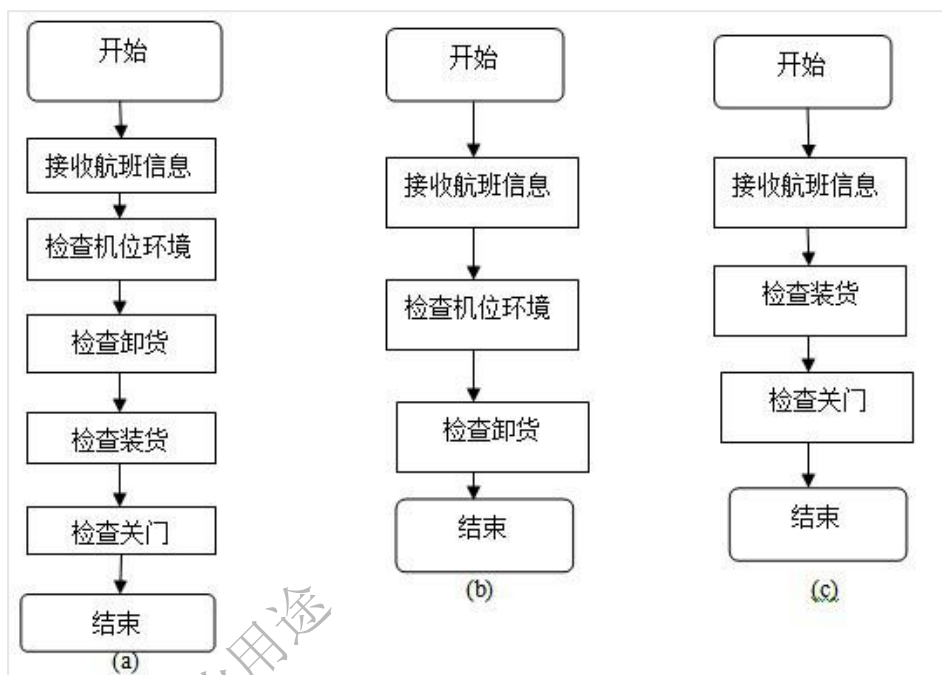 开始
接收航班信息
检查机位环境
检查卸货
检查装货
检查关门
结束
(a)
开始
接收航班信息
检查机位环境
检查卸货
结束
(b)
开始
接收航班信息
检查装货
检查关门
结束
(c)
用途